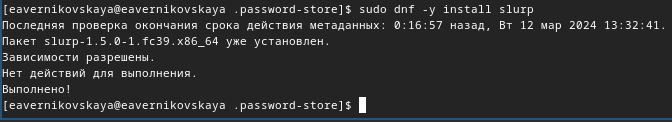 [eavernikovskaya@eavernikovskaya .password-store]$ sudo dnf -y install slurp
Последняя проверка окончания срока действия метаданных: 0:16:57 назад, Вт 12 мар 2024 13:32:41.
Пакет slurp-1.5.0-1.fc39.x86_64 уже установлен.
Зависимости разрешены.
Нет действий для выполнения.
Выполнено!
[eavernikovskaya@eavernikovskaya .password-store]$